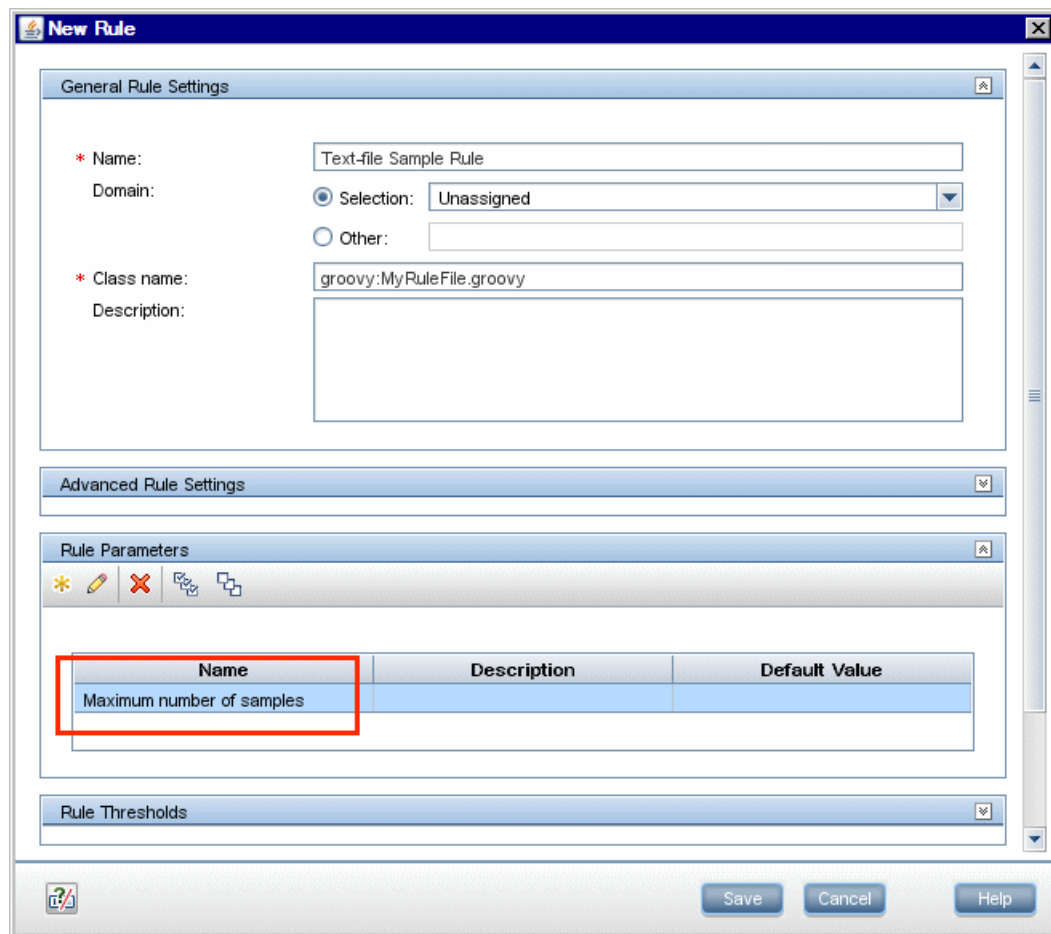 New Rule
General Rule Settings
* Name: Text-file Sample Rule
Domain: Selection: Unassigned
Other:
* Class name: groovy:MyRuleFile.groovy
Description:
Advanced Rule Settings
Rule Parameters
Name Description Default Value
Maximum number of samples
Rule Thresholds
Save Cancel Help